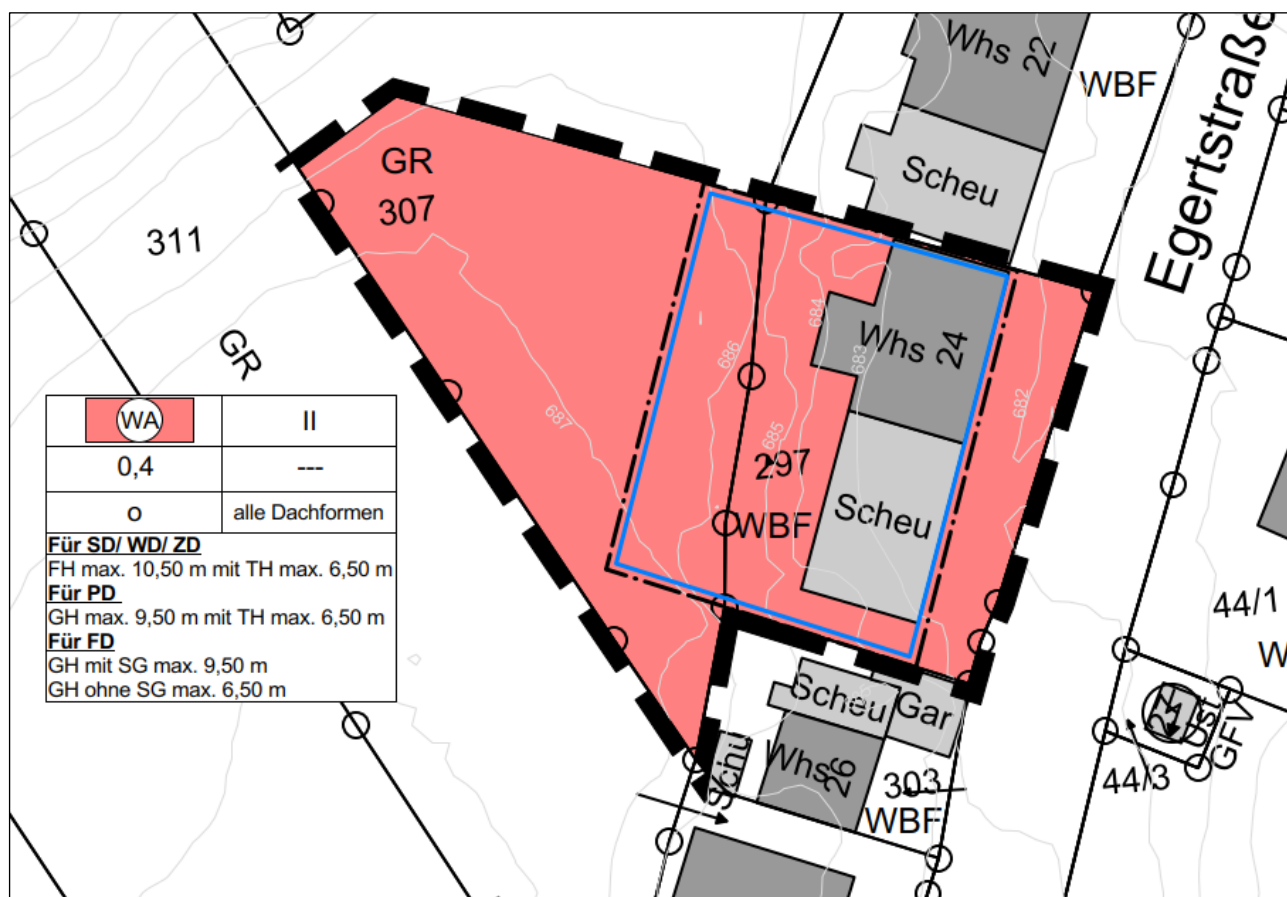 Whs 22
WBF
Egertstraße
Scheu
GR
307
311
GR
684
686
683
Whs 24
682
687
685
297
WBF
Scheu
WA
II
0,4
---
o
alle Dachformen
Für SD/ WD/ ZD
FH max. 10,50 m mit TH max. 6,50 m
Für PD
GH max. 9,50 m mit TH max. 6,50 m
Für FD
GH mit SG max. 9,50 m
GH ohne SG max. 6,50 m
44/1
W
Scheu
Gar
Schu
Whs 26
303
WBF
27
Ust
GFV
44/3